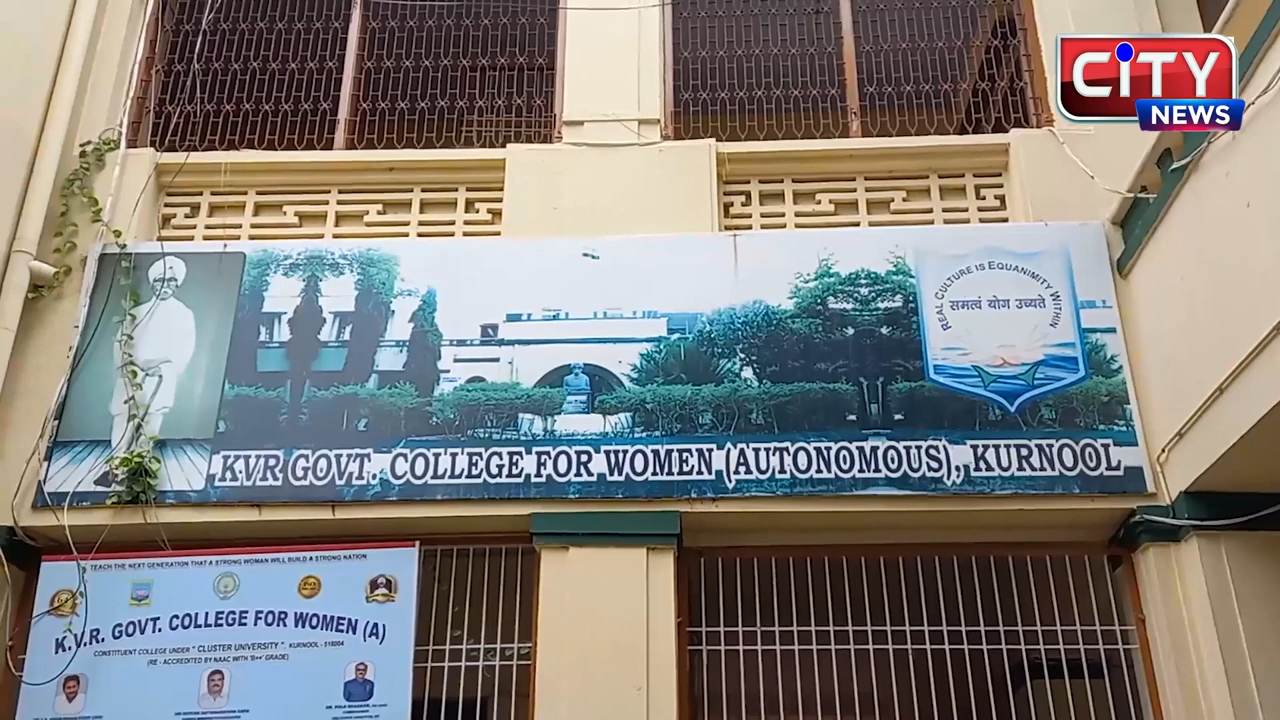 CiTY
NEWS
REAL CULTURE IS EQUANIMITY WITHIN
समत्वं योग उच्यते
KVR GOVT. COLLEGE FOR WOMEN (AUTONOMOUS), KURNOOL
TEACH THE NEXT GENERATION THAT A STRONG WOMAN WILL BUILD A STRONG NATION
K.V.R. GOVT. COLLEGE FOR WOMEN (A)
CONSTITUENT COLLEGE UNDER " CLUSTER UNIVERSITY ". KURNOOL - 518004
(RE - ACCREDITED BY NAAC WITH 'B++' GRADE)